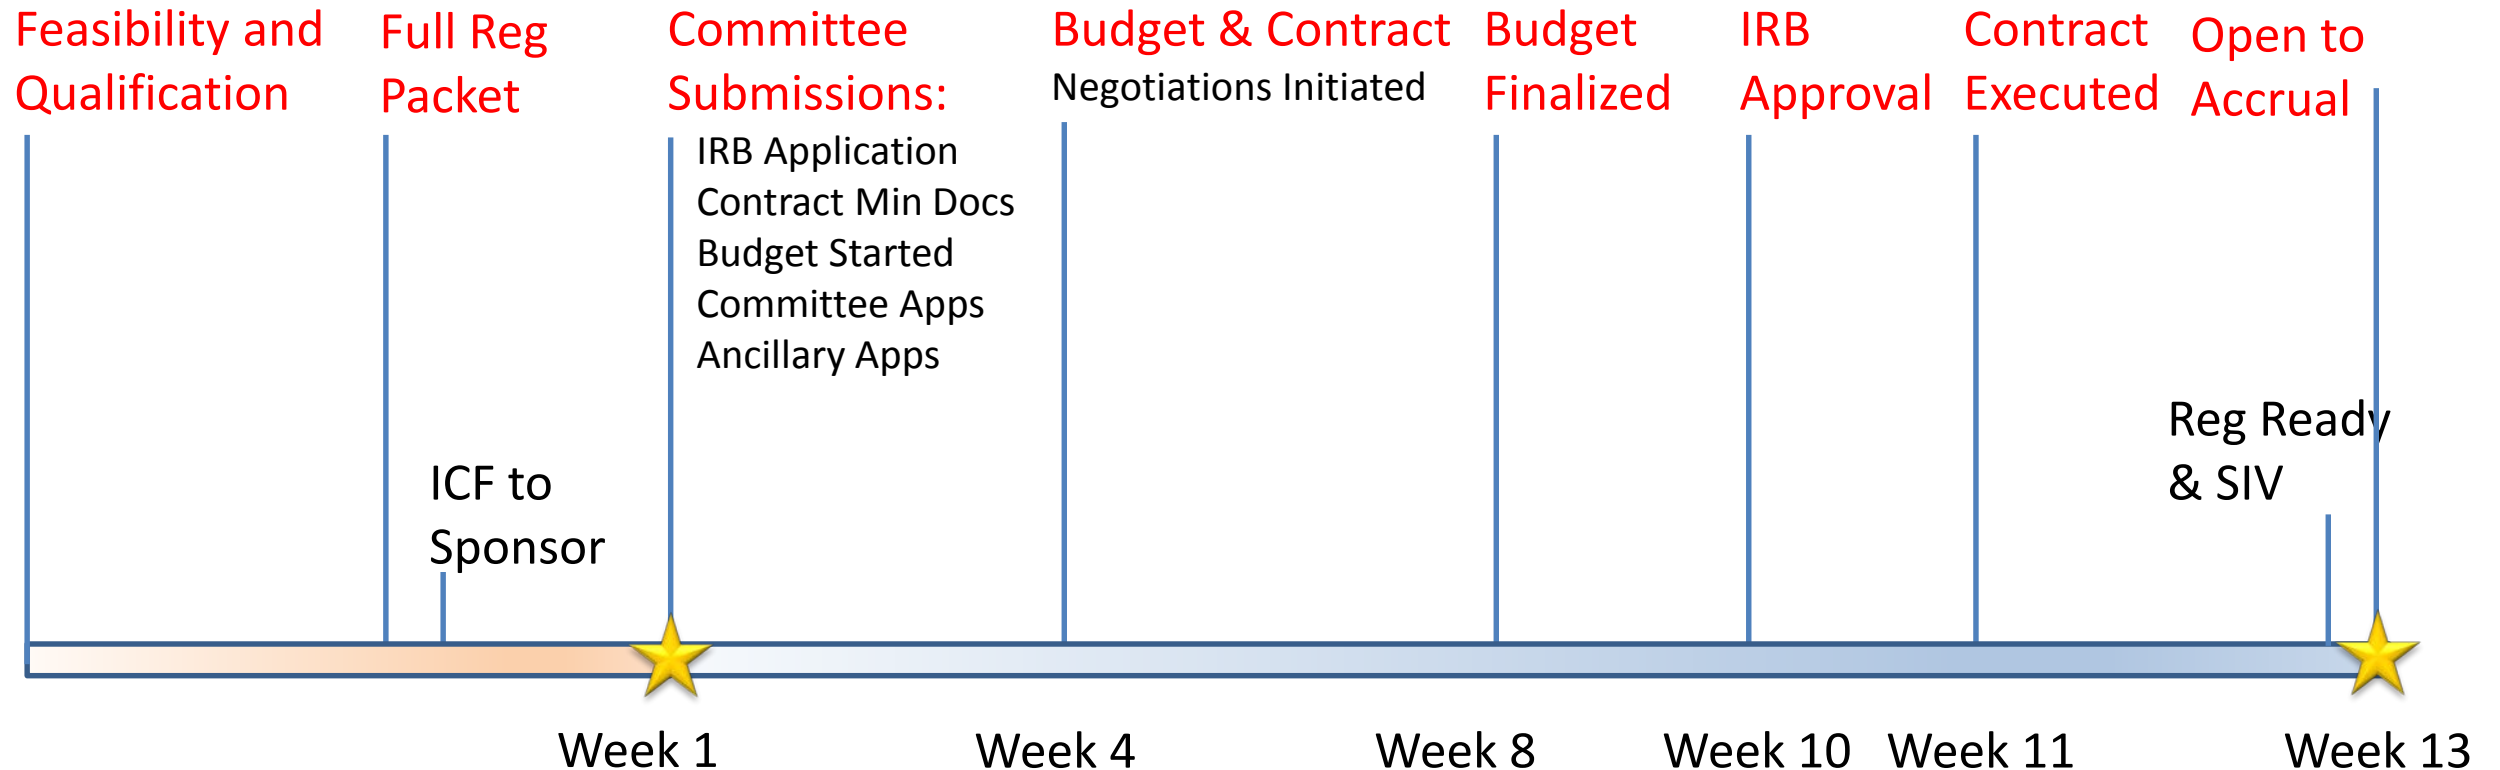 Feasibility and
Qualification
Full Reg
Packet
Committee
Submissions:
IRB Application
Contract Min Docs
Budget Started
Committee Apps
Ancillary Apps
Budget & Contract
Negotiations Initiated
Budget
Finalized
IRB
Approval
Contract
Executed
Open to
Accrual
ICF to
Sponsor
Reg Ready
& SIV
Week 1
Week 4
Week 8
Week 10
Week 11
Week 13